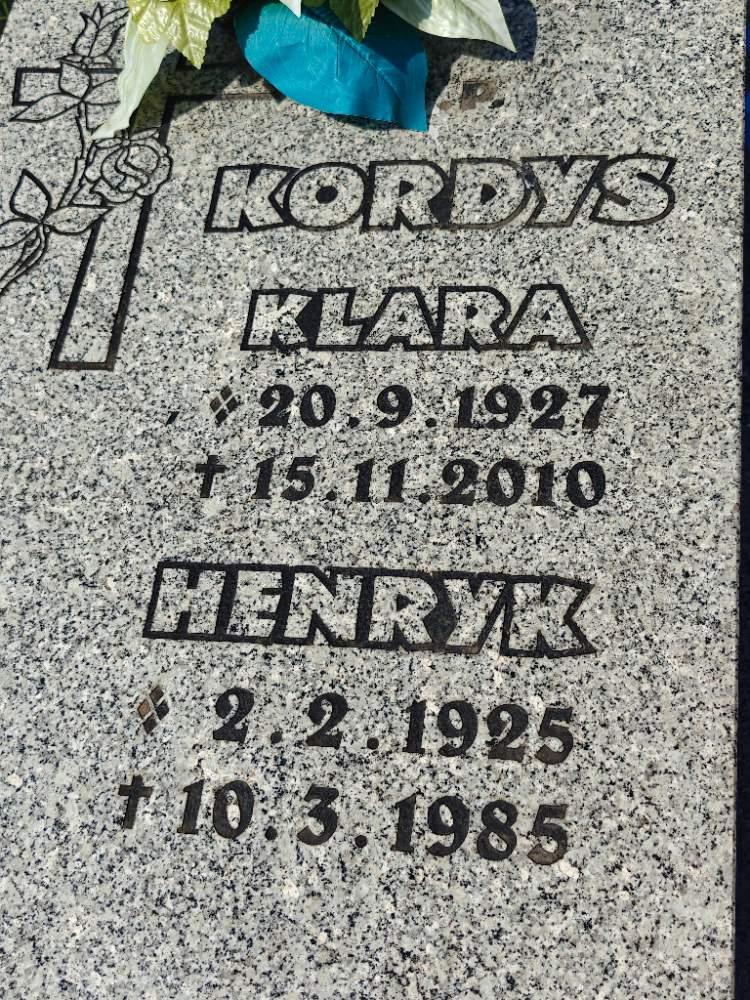 .P.
KORDYS
KLARA
20.9.1927
✝ 15.11.2010
HENRYK
2.2.1925
✝ 10.3.1985